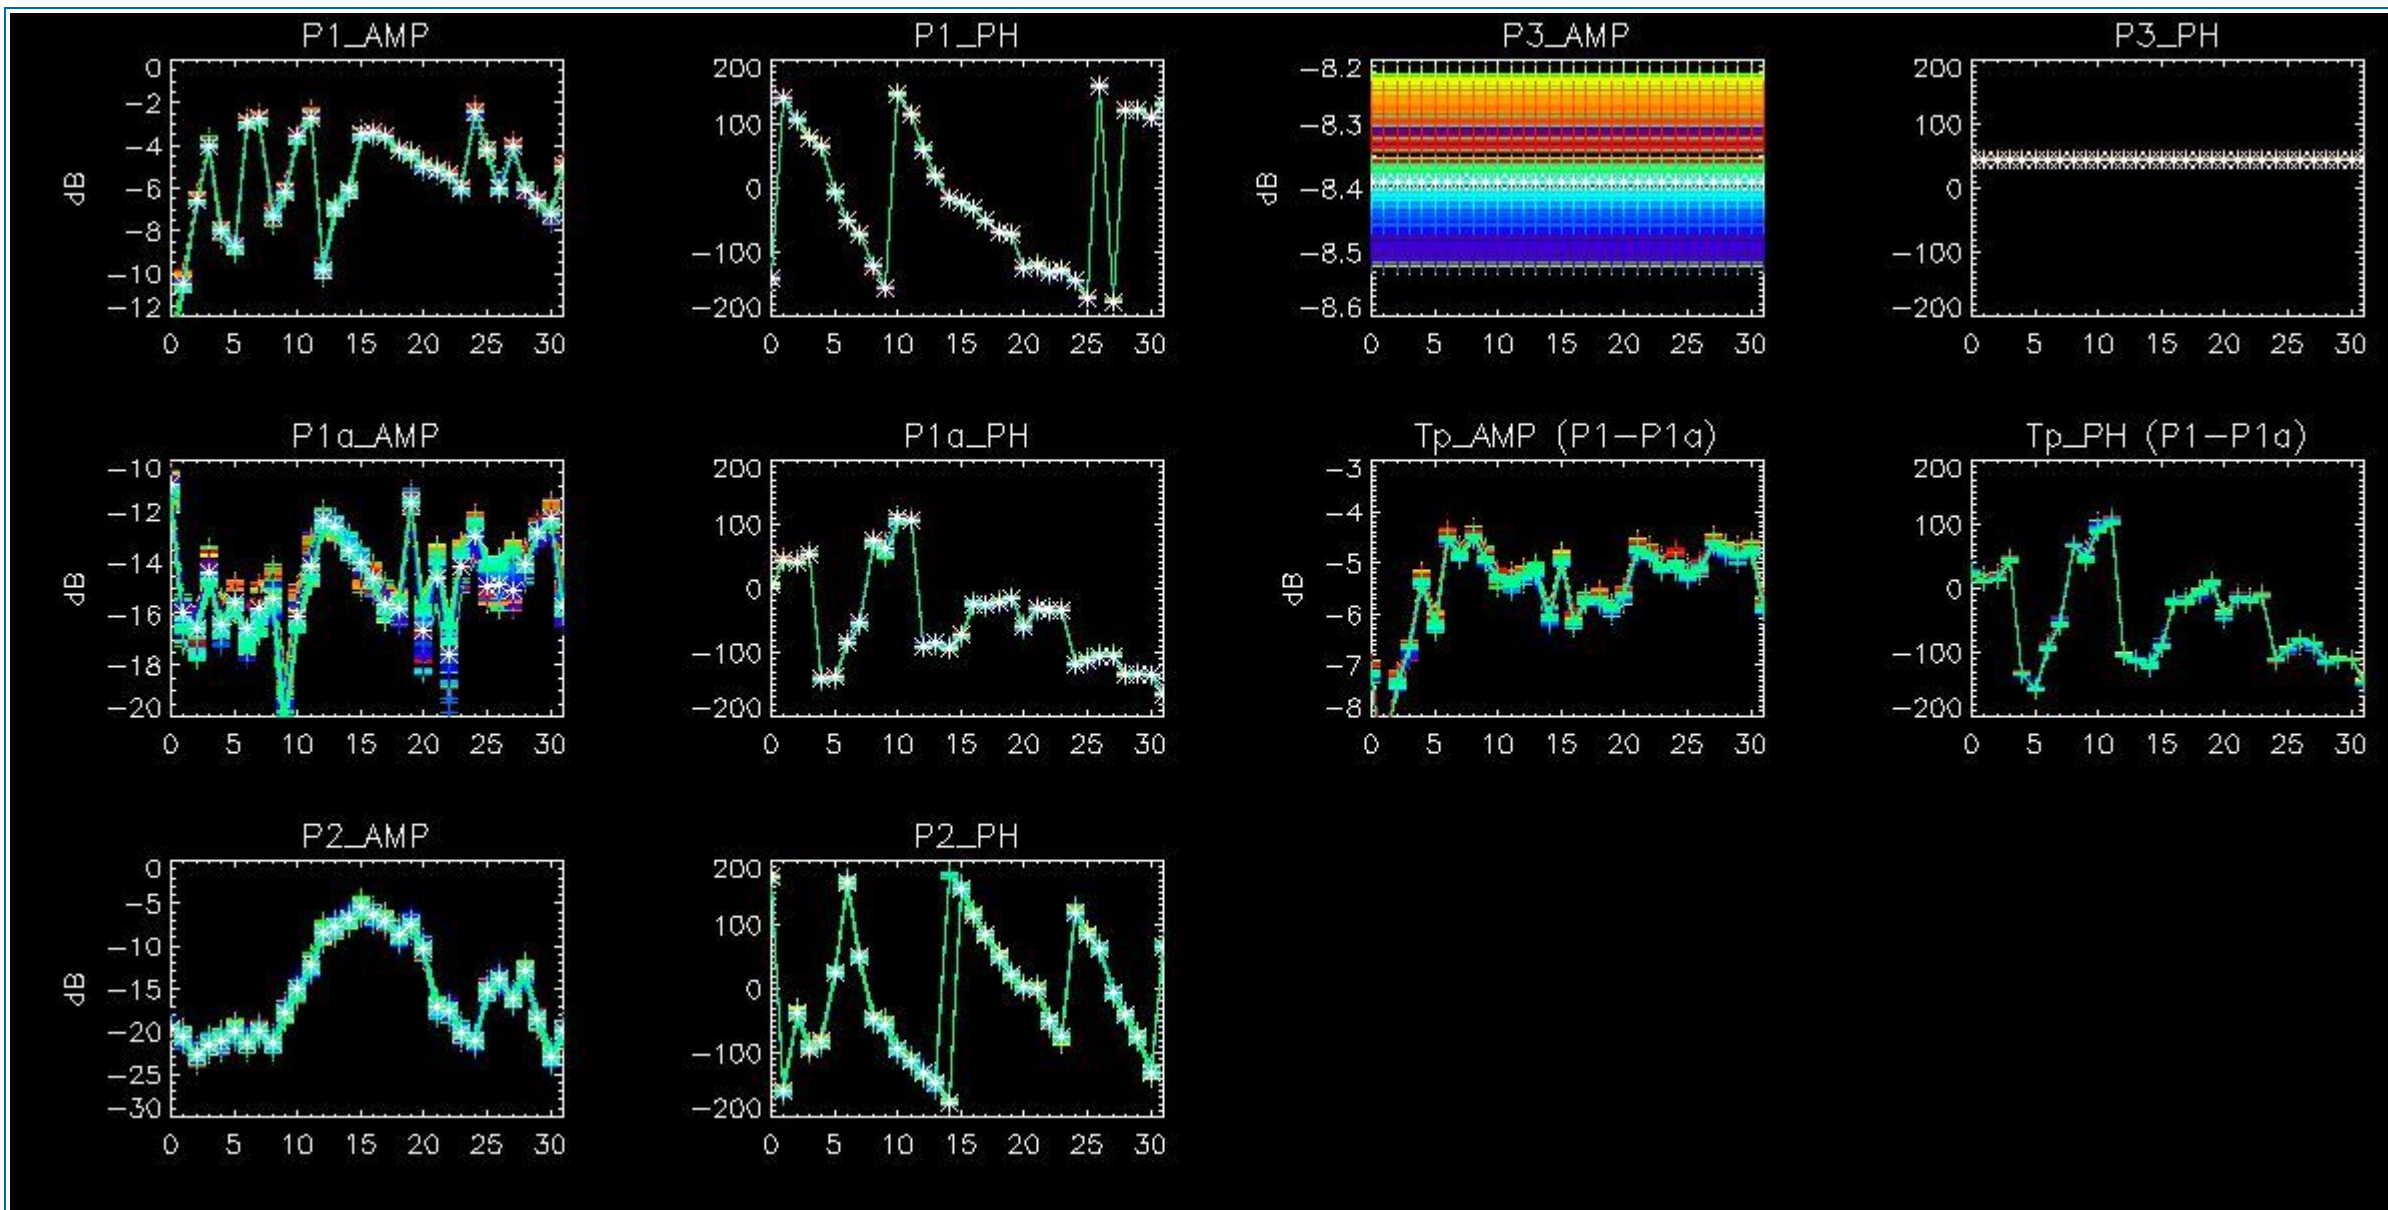 P1_AMP
0
−2
−4
−6
−8
−10
−12
dB
0 5 10 15 20 25 30
P1_PH
200
100
0
−100
−200
0 5 10 15 20 25 30
P3_AMP
−8.2
−8.3
−8.4
−8.5
−8.6
dB
0 5 10 15 20 25 30
P3_PH
200
100
0
−100
−200
0 5 10 15 20 25 30
P1a_AMP
−10
−12
−14
−16
−18
−20
dB
0 5 10 15 20 25 30
P1a_PH
200
100
0
−100
−200
0 5 10 15 20 25 30
Tp_AMP (P1−P1a)
−3
−4
−5
−6
−7
−8
dB
0 5 10 15 20 25 30
Tp_PH (P1−P1a)
200
100
0
−100
−200
0 5 10 15 20 25 30
P2_AMP
0
−5
−10
−15
−20
−25
−30
dB
0 5 10 15 20 25 30
P2_PH
200
100
0
−100
−200
0 5 10 15 20 25 30